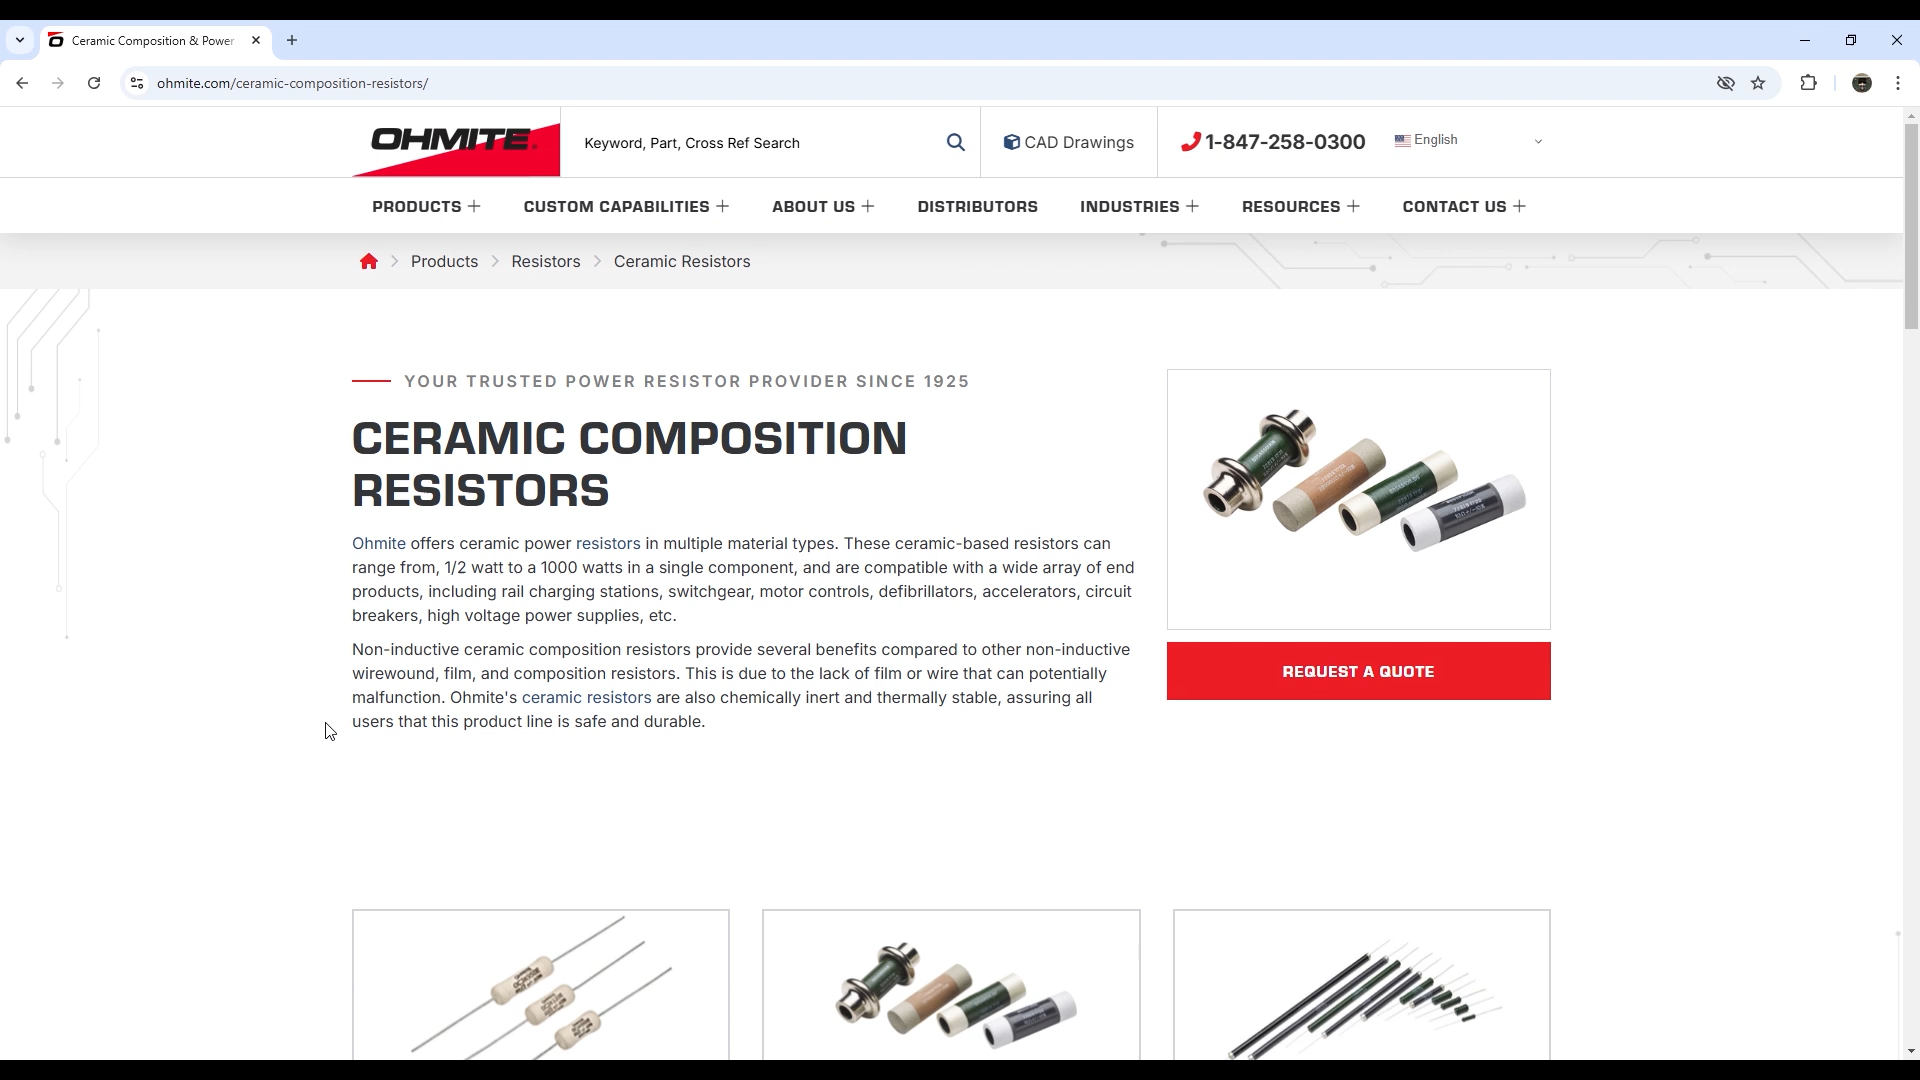 Ceramic Composition & Power
ohmite.com/ceramic-composition-resistors/
OHMITE
Keyword, Part, Cross Ref Search
CAD Drawings
1-847-258-0300
English
PRODUCTS
CUSTOM CAPABILITIES
ABOUT US
DISTRIBUTORS
INDUSTRIES
RESOURCES
CONTACT US
Products
Resistors
Ceramic Resistors
YOUR TRUSTED POWER RESISTOR PROVIDER SINCE 1925
CERAMIC COMPOSITION
RESISTORS
Ohmite offers ceramic power resistors in multiple material types. These ceramic-based resistors can
range from, 1/2 watt to a 1000 watts in a single component, and are compatible with a wide array of end
products, including rail charging stations, switchgear, motor controls, defibrillators, accelerators, circuit
breakers, high voltage power supplies, etc.
Non-inductive ceramic composition resistors provide several benefits compared to other non-inductive
wirewound, film, and composition resistors. This is due to the lack of film or wire that can potentially
malfunction. Ohmite's ceramic resistors are also chemically inert and thermally stable, assuring all
users that this product line is safe and durable.
REQUEST A QUOTE